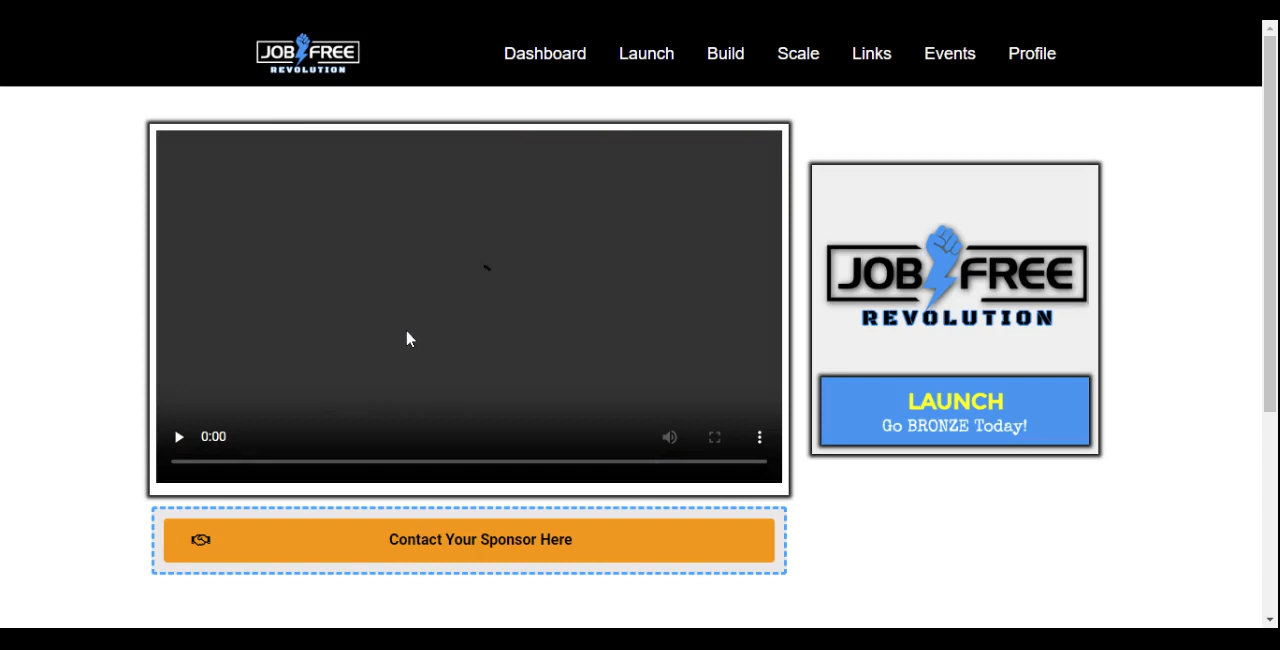 JOB FREE
REVOLUTION
Dashboard Launch Build Scale Links Events Profile
0:00
JOB FREE
REVOLUTION
LAUNCH
Go BRONZE Today!
Contact Your Sponsor Here